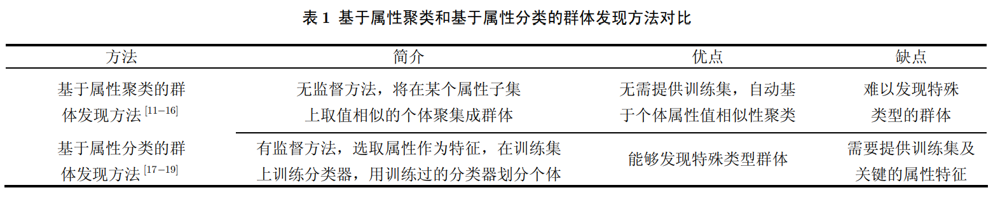 表 1 基于属性聚类和基于属性分类的群体发现方法对比
方法 简介 优点 缺点
基于属性聚类的群 无监督方法，将在某个属性子集 无需提供训练集，自动基 难以发现特殊
体发现方法 [11−16] 上取值相似的个体聚集成群体 于个体属性值相似性聚类 类型的群体
基于属性分类的群 有监督方法，选取属性作为特征，在训练集 能够发现特殊类型群体 需要提供训练集及
体发现方法 [17−19] 上训练分类器，用训练过的分类器划分个体 关键的属性特征